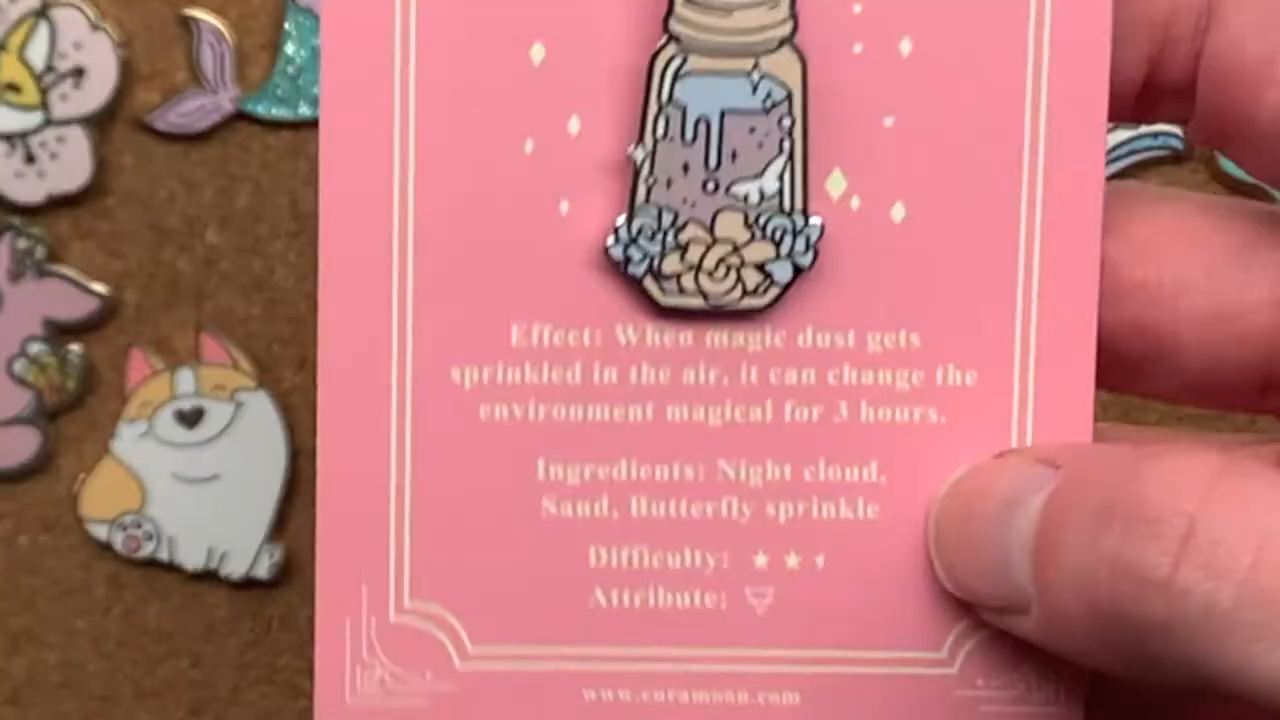 Effect: When magic dust gets
sprinkled in the air, it can change the
environment magical for 3 hours.
Ingredients: Night cloud,
Sand, Butterfly sprinkle
Difficulty:
Attribute:
www.coramoon.com